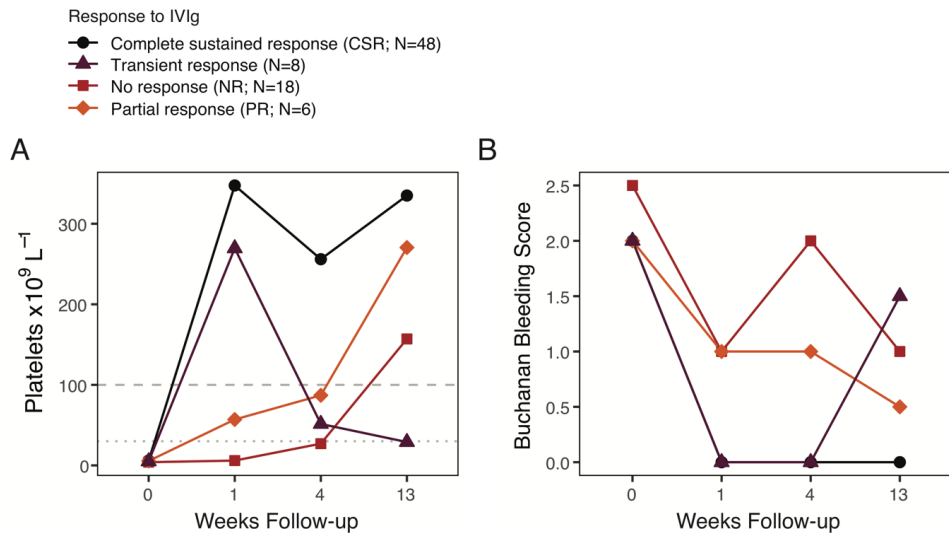 Response to IVIg
Complete sustained response (CSR; N=48)
Transient response (N=8)
No response (NR; N=18)
Partial response (PR; N=6)
A
Platelets x10⁹ L⁻¹
300
200
100
0
0 1 4 13
Weeks Follow-up
B
Buchanan Bleeding Score
2.5
2.0
1.5
1.0
0.5
0.0
0 1 4 13
Weeks Follow-up